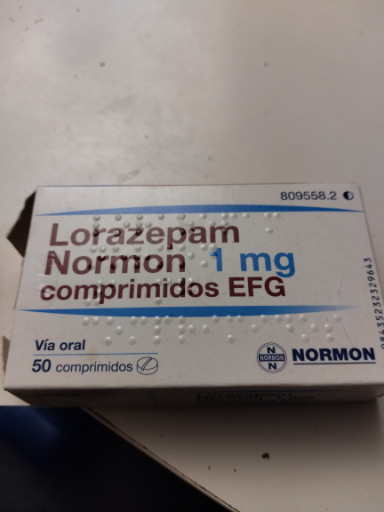 809558.2
Lorazepam
Normon 1 mg
comprimidos EFG
Vía oral
50 comprimidos
N
NORMON
N
NORMON